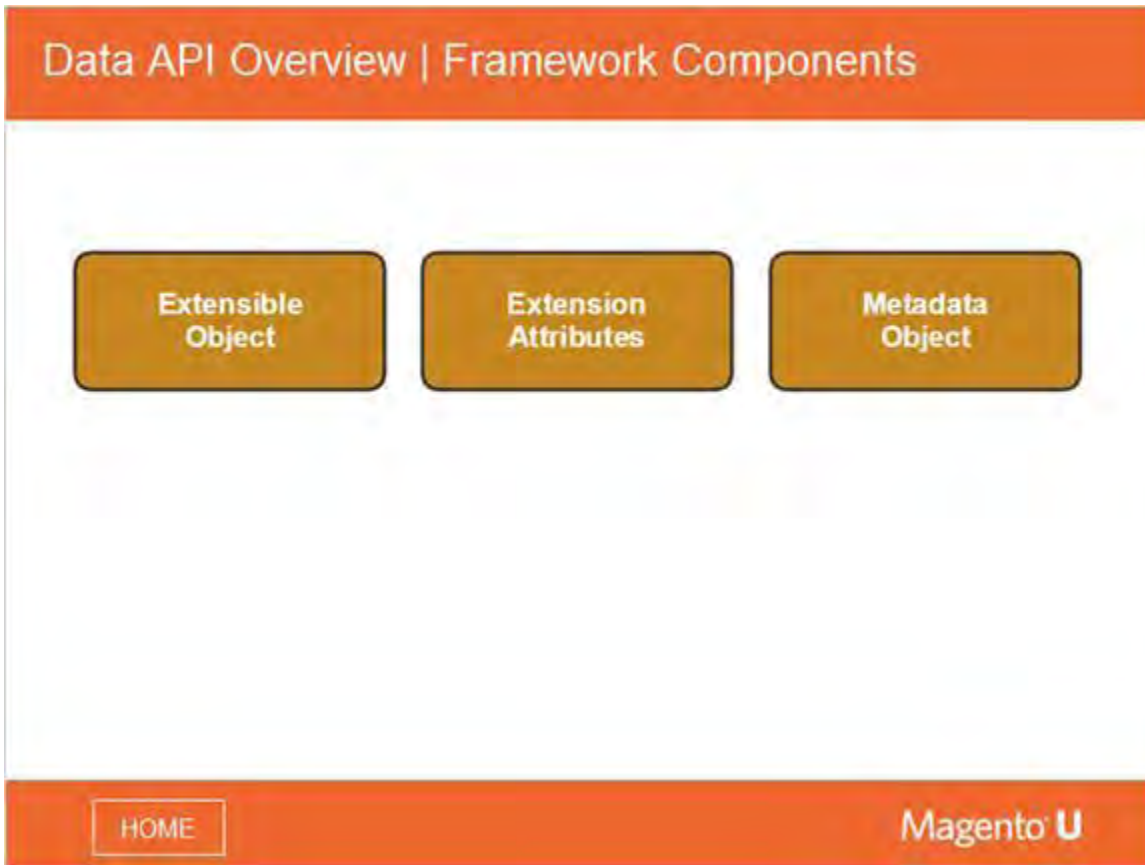 Data API Overview | Framework Components
Extensible
Object
Extension
Attributes
Metadata
Object
HOME
Magento U